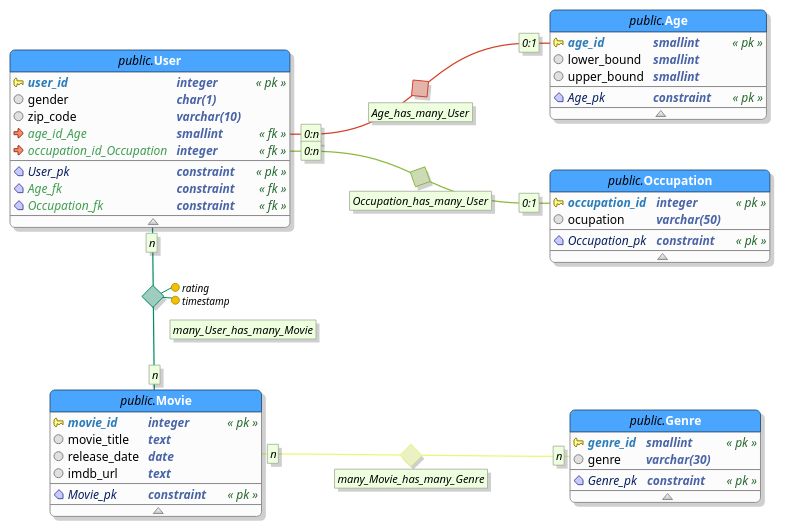 public.User
user_id integer « pk »
gender char(1)
zip_code varchar(10)
age_id_Age smallint « fk »
occupation_id_Occupation integer « fk »
User_pk constraint « pk »
Age_fk constraint « fk »
Occupation_fk constraint « fk »
0:n
0:n
Age_has_many_User
0:1
public.Age
age_id smallint « pk »
lower_bound smallint
upper_bound smallint
Age_pk constraint « pk »
Occupation_has_many_User
0:1
public.Occupation
occupation_id integer « pk »
ocupation varchar(50)
Occupation_pk constraint « pk »
n
rating
timestamp
many_User_has_many_Movie
n
public.Movie
movie_id integer « pk »
movie_title text
release_date date
imdb_url text
Movie_pk constraint « pk »
n
many_Movie_has_many_Genre
n
public.Genre
genre_id smallint « pk »
genre varchar(30)
Genre_pk constraint « pk »